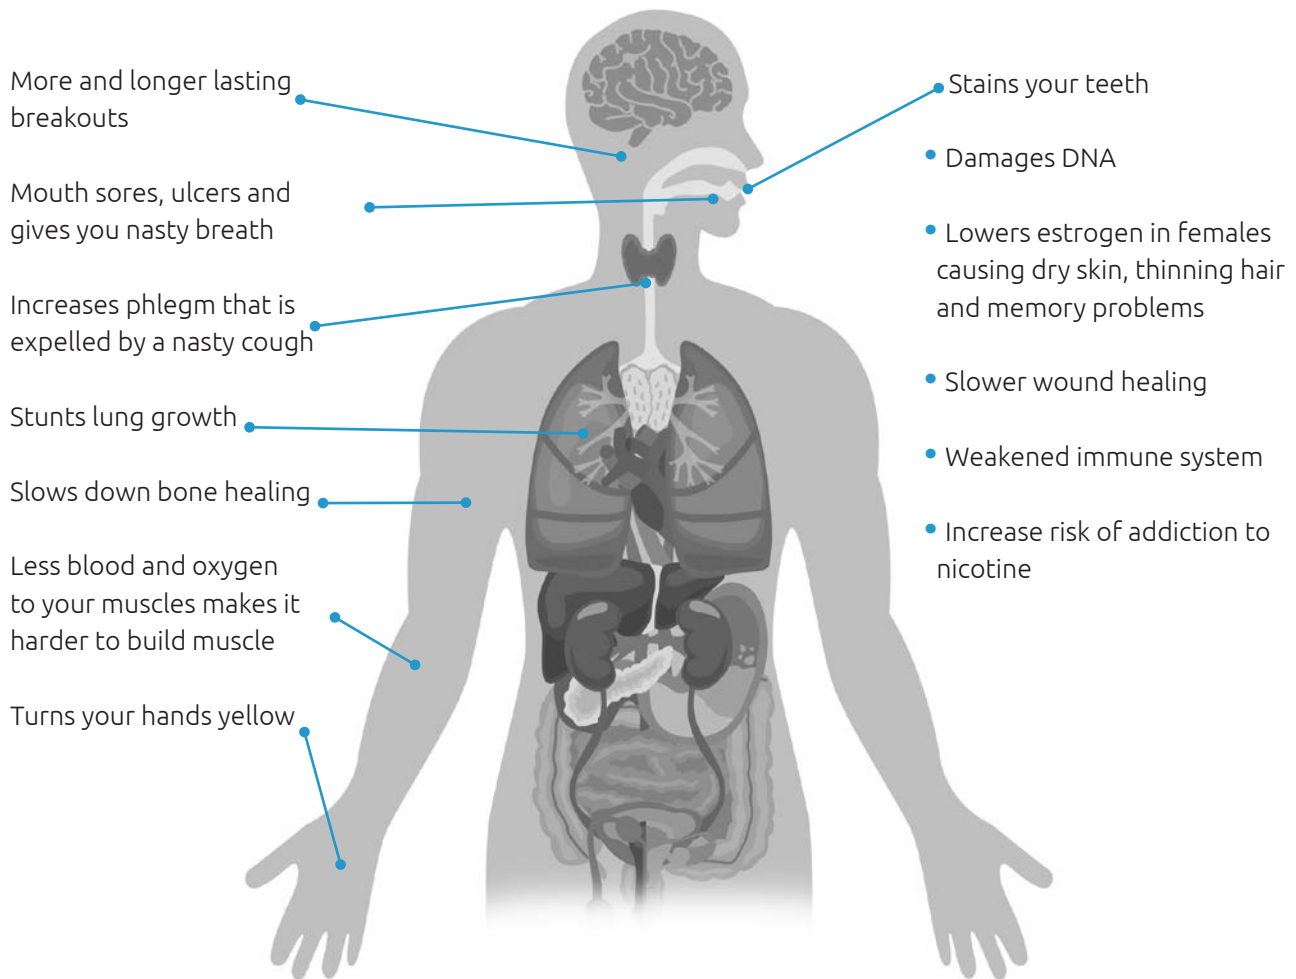 More and longer lasting
breakouts
Mouth sores, ulcers and
gives you nasty breath
Increases phlegm that is
expelled by a nasty cough
Stunts lung growth
Slows down bone healing
Less blood and oxygen
to your muscles makes it
harder to build muscle
Turns your hands yellow
Stains your teeth
• Damages DNA
• Lowers estrogen in females
causing dry skin, thinning hair
and memory problems
• Slower wound healing
• Weakened immune system
• Increase risk of addiction to
nicotine